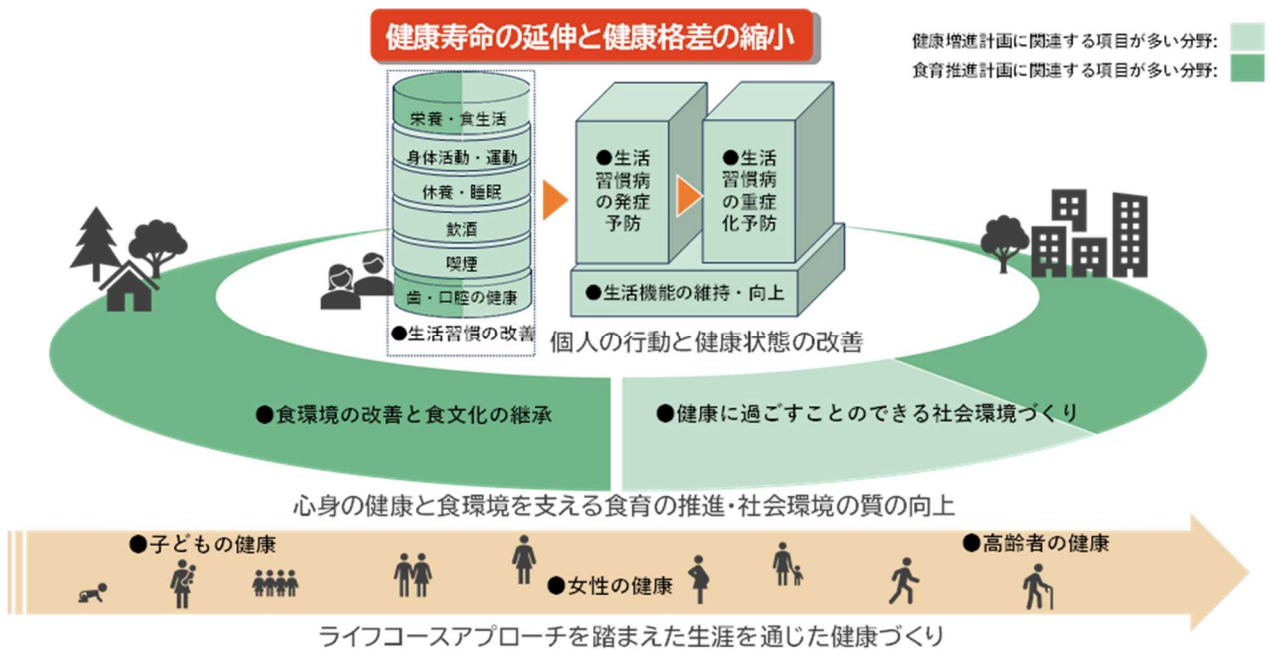 健康寿命の延伸と健康格差の縮小
健康増進計画に関連する項目が多い分野:
食育推進計画に関連する項目が多い分野:
栄養・食生活
身体活動・運動
休養・睡眠
飲酒
喫煙
歯・口腔の健康
●生活習慣の改善
●生活
習慣病
の発症
予防
●生活
習慣病
の重症
化予防
●生活機能の維持・向上
個人の行動と健康状態の改善
●食環境の改善と食文化の継承
●健康に過ごすことのできる社会環境づくり
心身の健康と食環境を支える食育の推進・社会環境の質の向上
●子どもの健康
●女性の健康
●高齢者の健康
ライフコースアプローチを踏まえた生涯を通じた健康づくり